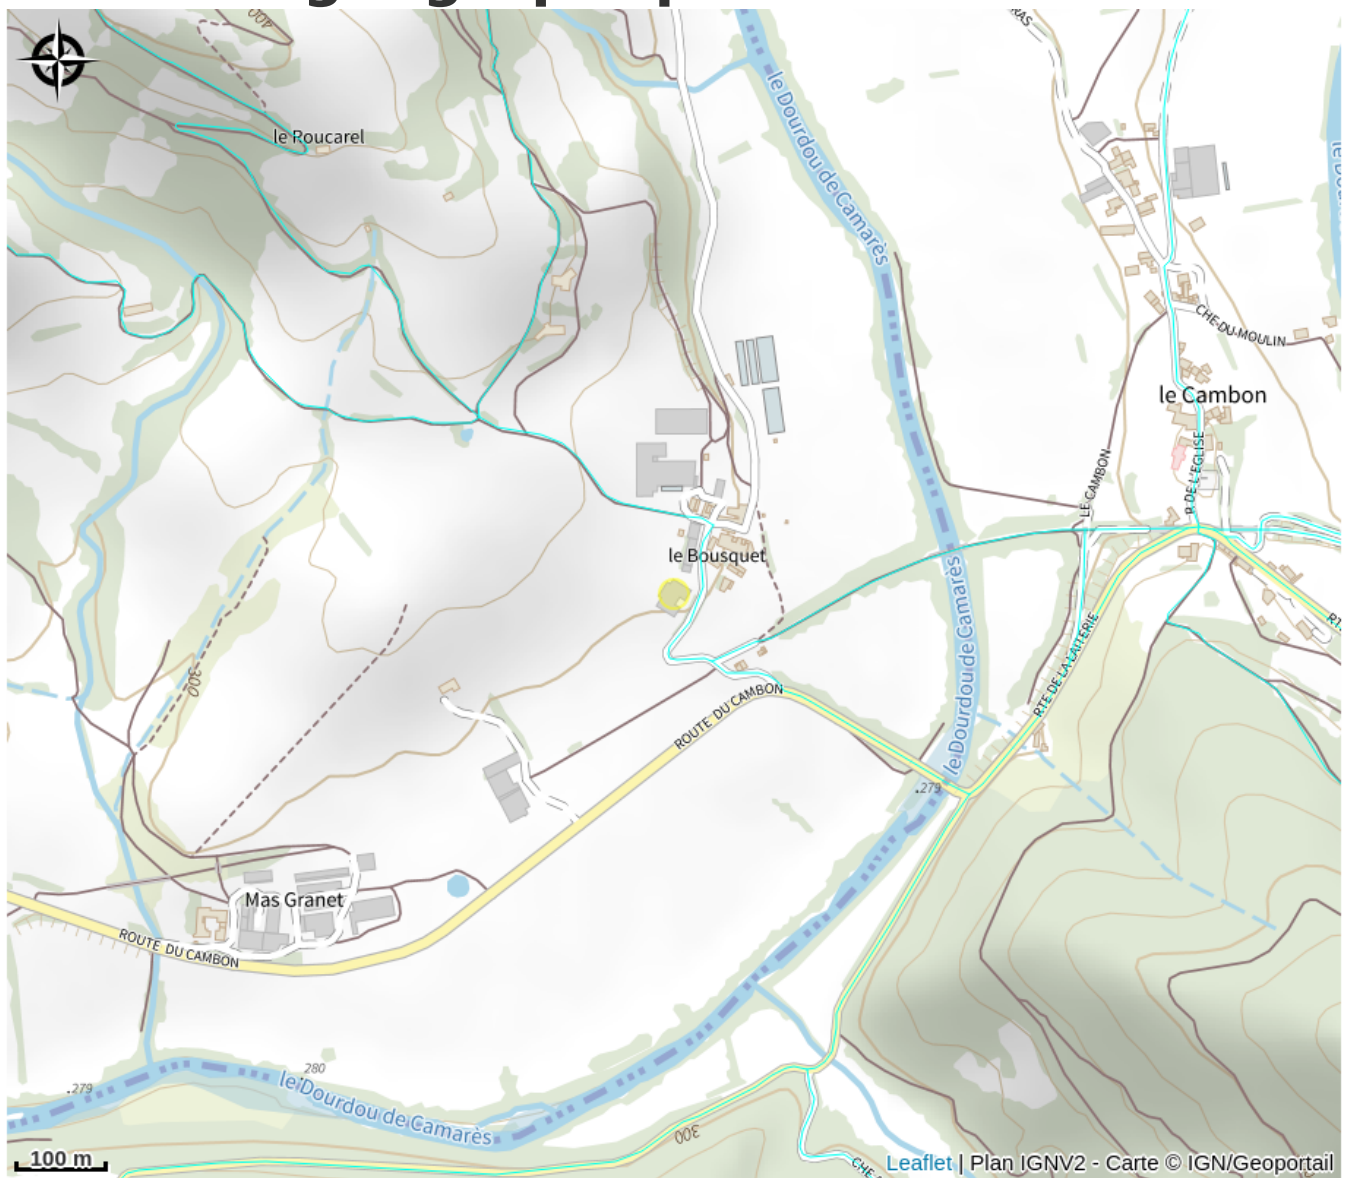 400
le Roucarel
le Dourdou de Camarès
CHE-DU-MOULIN
le Cambon
LE CAMBON
R DE L'EGLISE
le Bousquet
le Dourdou de Camarès
RTE DE LA LAITERIE
300
ROUTE DU CAMBON
.279
Mas Granet
ROUTE DU CAMBON
280
.279
le Dourdou de Camarès
300
100 m
Leaflet | Plan IGNV2 - Carte © IGN/Geoportail